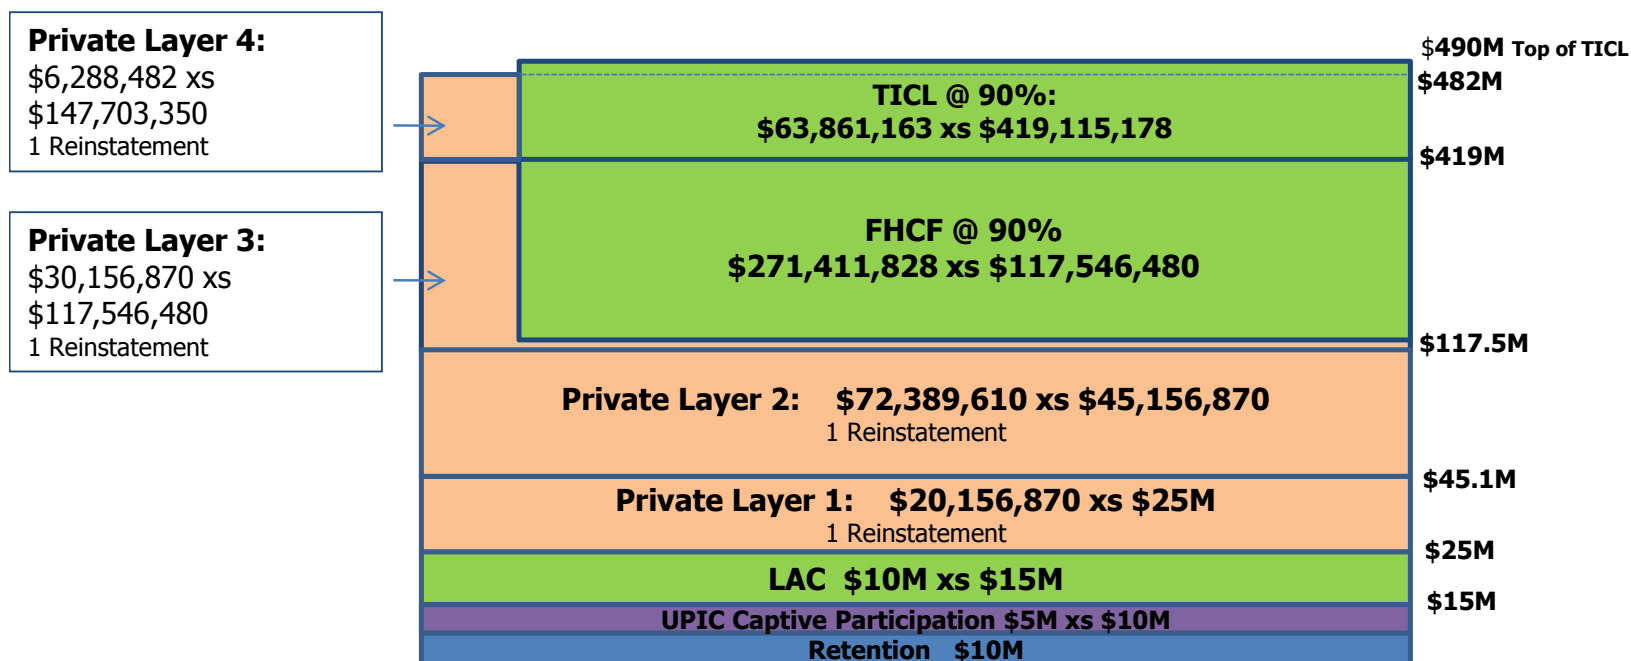 Private Layer 4:
$6,288,482 xs
$147,703,350
1 Reinstatement
Private Layer 3:
$30,156,870 xs
$117,546,480
1 Reinstatement
$490M Top of TICL
$482M
TICL @ 90%:
$63,861,163 xs $419,115,178
$419M
FHCF @ 90%
$271,411,828 xs $117,546,480
$117.5M
Private Layer 2: $72,389,610 xs $45,156,870
1 Reinstatement
$45.1M
Private Layer 1: $20,156,870 xs $25M
1 Reinstatement
$25M
LAC $10M xs $15M
$15M
UPIC Captive Participation $5M xs $10M
Retention $10M